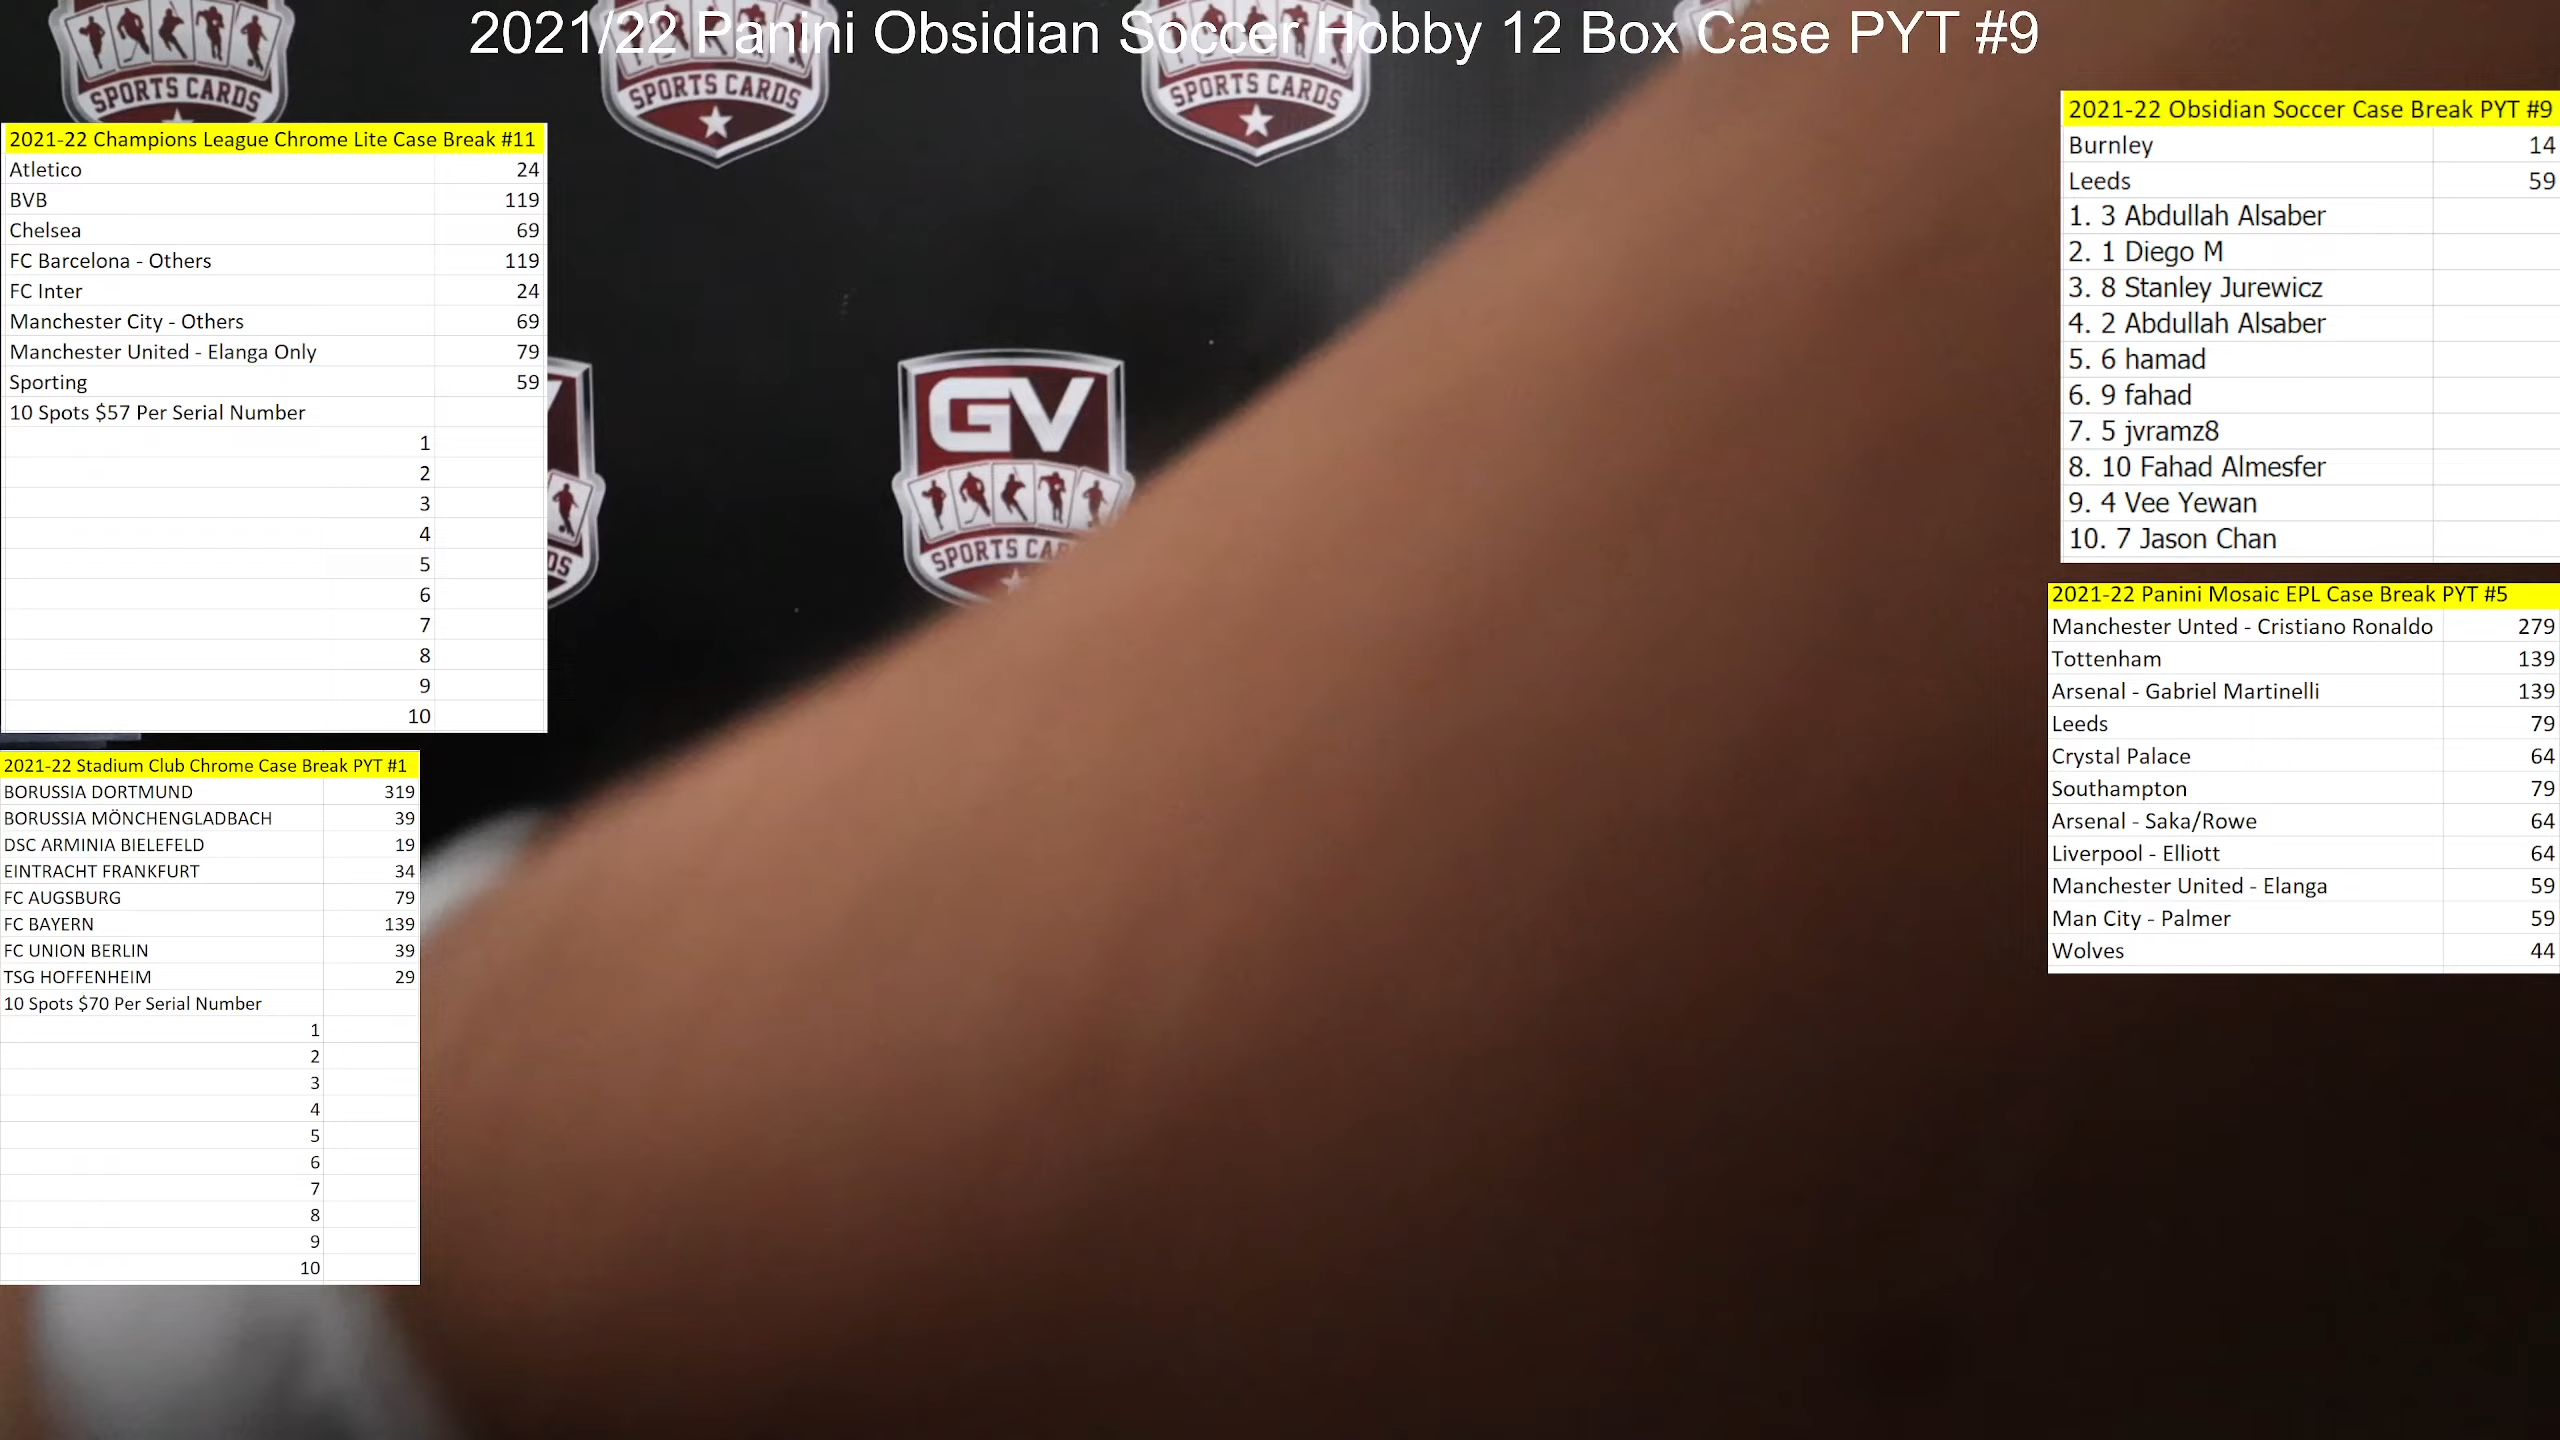 2021/22 Panini Obsidian Soccer Hobby 12 Box Case PYT #9
SPORTS CARDS
SPORTS CARDS
SPORTS CARDS
2021-22 Champions League Chrome Lite Case Break #11
Atletico 24
BVB 119
Chelsea 69
FC Barcelona - Others 119
FC Inter 24
Manchester City - Others 69
Manchester United - Elanga Only 79
Sporting 59
10 Spots $57 Per Serial Number
1
2
3
4
5
6
7
8
9
10
2021-22 Stadium Club Chrome Case Break PYT #1
BORUSSIA DORTMUND 319
BORUSSIA MÖNCHENGLADBACH 39
DSC ARMINIA BIELEFELD 19
EINTRACHT FRANKFURT 34
FC AUGSBURG 79
FC BAYERN 139
FC UNION BERLIN 39
TSG HOFFENHEIM 29
10 Spots $70 Per Serial Number
1
2
3
4
5
6
7
8
9
10
GV
SPORTS
2021-22 Obsidian Soccer Case Break PYT #9
Burnley 14
Leeds 59
1. 3 Abdullah Alsaber
2. 1 Diego M
3. 8 Stanley Jurewicz
4. 2 Abdullah Alsaber
5. 6 hamad
6. 9 fahad
7. 5 jvramz8
8. 10 Fahad Almesfer
9. 4 Vee Yewan
10. 7 Jason Chan
2021-22 Panini Mosaic EPL Case Break PYT #5
Manchester Unted - Cristiano Ronaldo 279
Tottenham 139
Arsenal - Gabriel Martinelli 139
Leeds 79
Crystal Palace 64
Southampton 79
Arsenal - Saka/Rowe 64
Liverpool - Elliott 64
Manchester United - Elanga 59
Man City - Palmer 59
Wolves 44